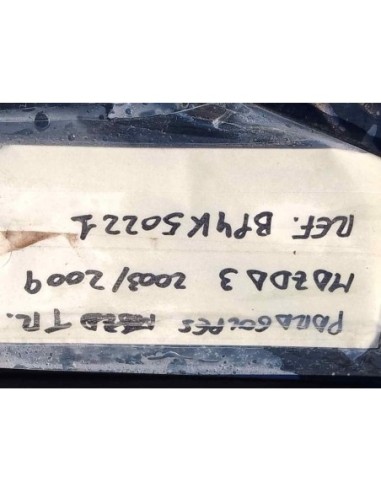 PARAGOLPES TR.
MAZDA 3 2003/2009
REF. BP4K50221